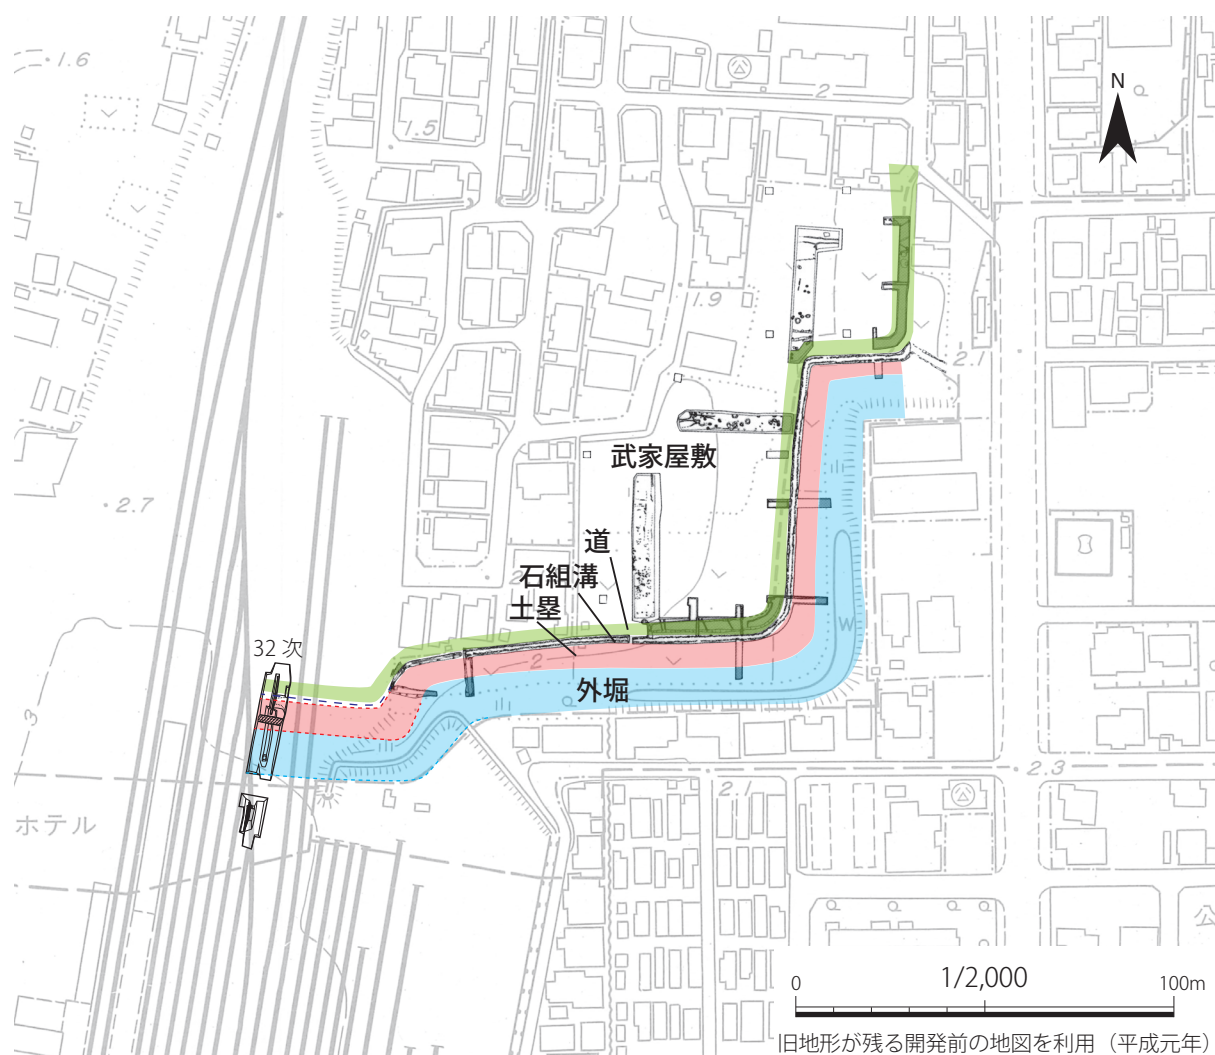 1.6
1.5
2
N
1.9
2.1
2.7
武家屋敷
道
石組溝
土塁
2
外堀
W
32 次
3
2.3
2.1
ホテル
公
0 1/2,000 100m
旧地形が残る開発前の地図を利用（平成元年）